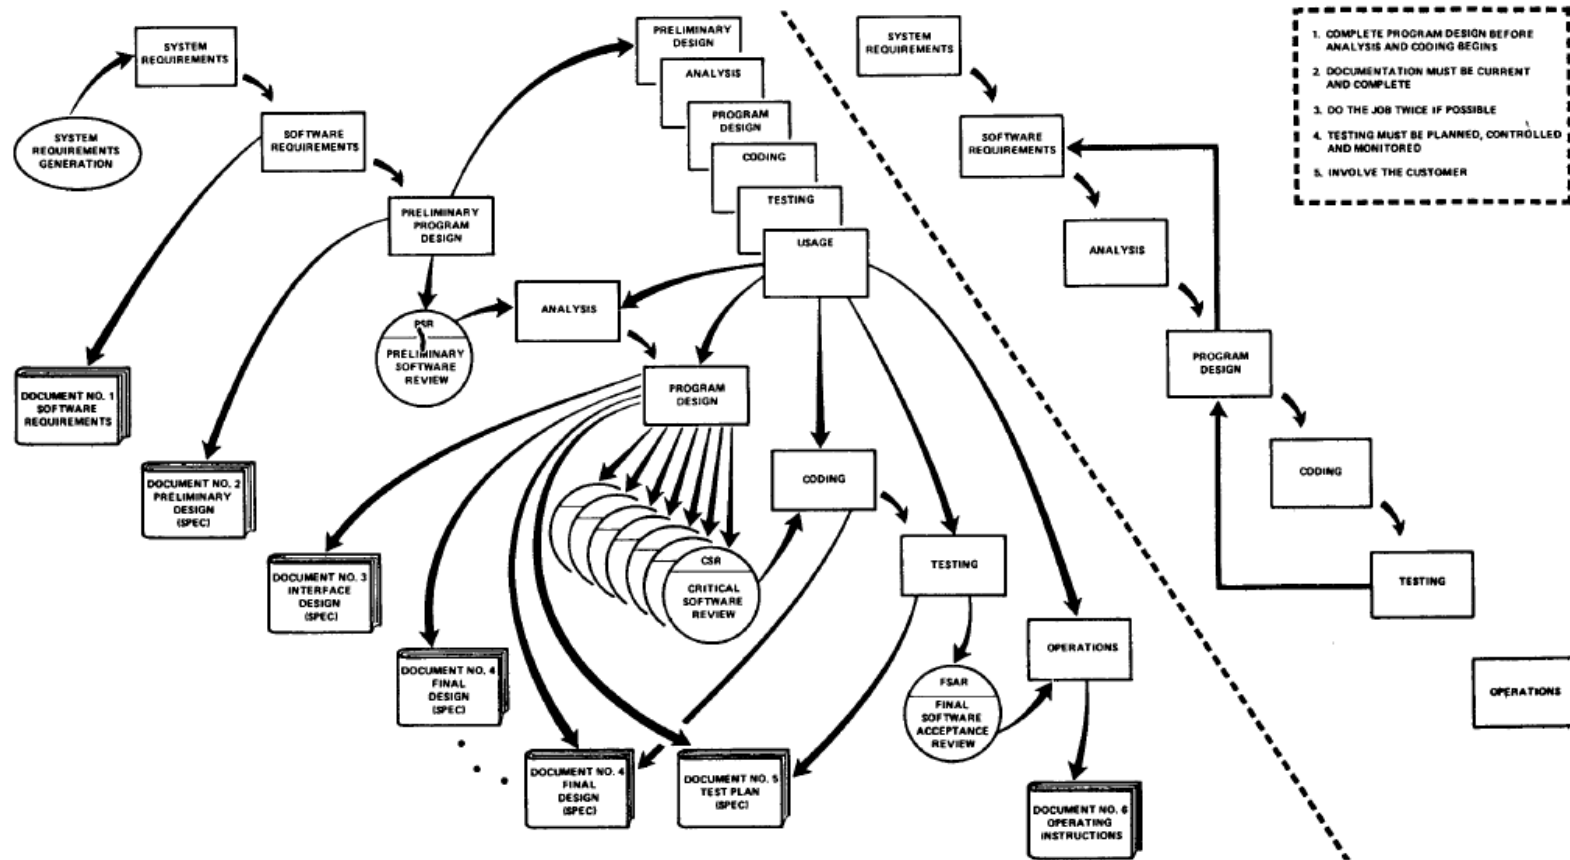 SYSTEM
REQUIREMENTS
SYSTEM
REQUIREMENTS
GENERATION
SOFTWARE
REQUIREMENTS
PRELIMINARY
PROGRAM
DESIGN
PSR
PRELIMINARY
SOFTWARE
REVIEW
PRELIMINARY
DESIGN
ANALYSIS
PROGRAM
DESIGN
CODING
TESTING
USAGE
ANALYSIS
PROGRAM
DESIGN
CSR
CRITICAL
SOFTWARE
REVIEW
CODING
TESTING
FSAR
FINAL
SOFTWARE
ACCEPTANCE
REVIEW
OPERATIONS
DOCUMENT NO. 1
SOFTWARE
REQUIREMENTS
DOCUMENT NO. 2
PRELIMINARY
DESIGN
(SPEC)
DOCUMENT NO. 3
INTERFACE
DESIGN
(SPEC)
DOCUMENT NO. 4
FINAL
DESIGN
(SPEC)
DOCUMENT NO. 4
FINAL
DESIGN
(SPEC)
DOCUMENT NO. 5
TEST PLAN
(SPEC)
DOCUMENT NO. 6
OPERATING
INSTRUCTIONS
SYSTEM
REQUIREMENTS
SOFTWARE
REQUIREMENTS
ANALYSIS
PROGRAM
DESIGN
CODING
TESTING
OPERATIONS
1. COMPLETE PROGRAM DESIGN BEFORE
ANALYSIS AND CODING BEGINS
2. DOCUMENTATION MUST BE CURRENT
AND COMPLETE
3. DO THE JOB TWICE IF POSSIBLE
4. TESTING MUST BE PLANNED, CONTROLLED
AND MONITORED
5. INVOLVE THE CUSTOMER